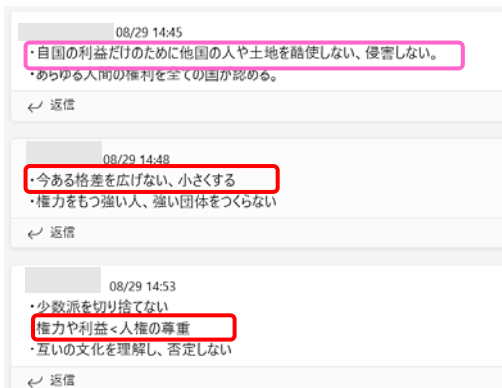 08/29 14:45
・自国の利益だけのために他国の人や土地を酷使しない、侵害しない。
・あらゆる人間の権利を全ての国が認める。
返信
08/29 14:48
・今ある格差を広げない、小さくする
・権力をもつ強い人、強い団体をつくらない
返信
08/29 14:53
・少数派を切り捨てない
権力や利益<人権の尊重
・互いの文化を理解し、否定しない
返信